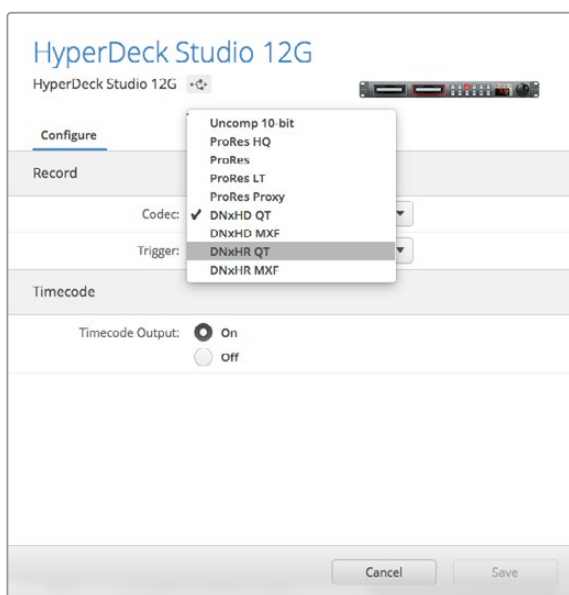 HyperDeck Studio 12G
HyperDeck Studio 12G
Configure
Record
Codec:
Uncomp 10-bit
ProRes HQ
ProRes
ProRes LT
ProRes Proxy
✓ DNxHD QT
DNxHD MXF
DNxHR QT
DNxHR MXF
Trigger:
Timecode
Timecode Output: On
Off
Cancel Save